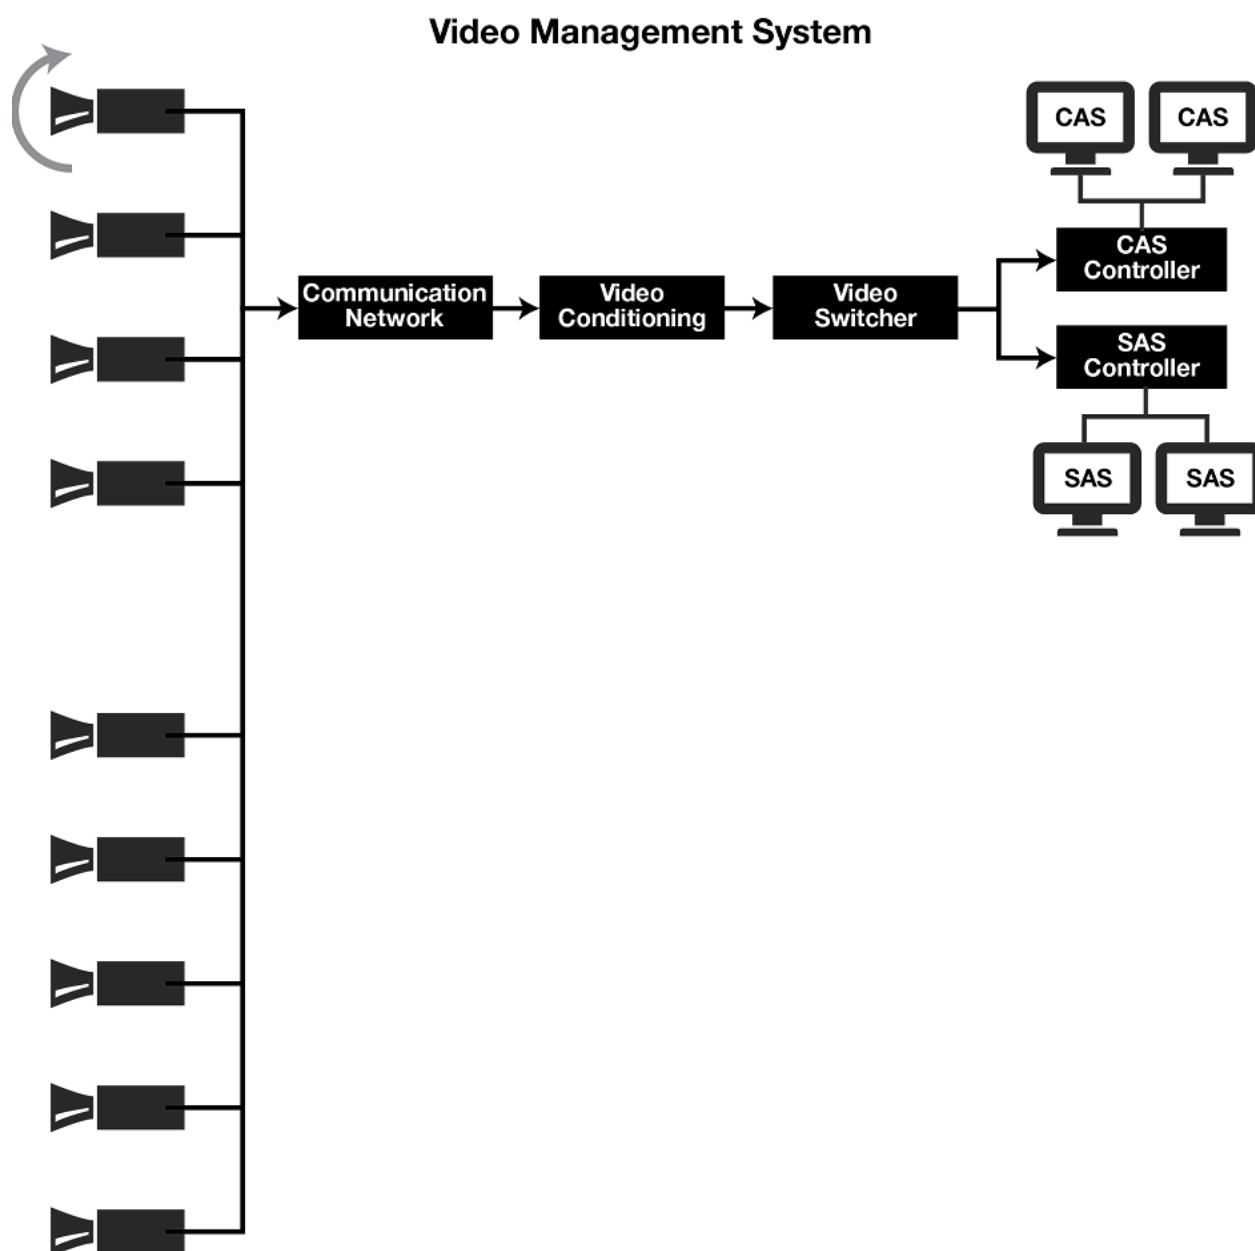 Video Management System
CAS
CAS
CAS
Controller
Communication
Network
Video
Conditioning
Video
Switcher
SAS
Controller
SAS
SAS